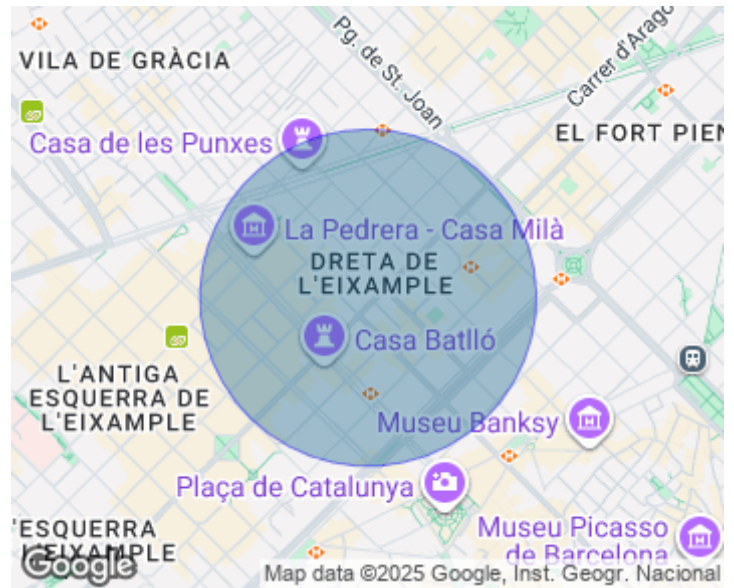 VILA DE GRÀCIA
Pg. de St. Joan
Carrer d'Arago
Casa de les Punxes
EL FORT PIEN
La Pedrera - Casa Milà
DRETA DE
L'EIXAMPLE
Casa Batlló
L'ANTIGA
ESQUERRA DE
L'EIXAMPLE
Museu Banksy
Plaça de Catalunya
'ESQUERRA
L'EIXAMPLE
Museu Picasso
de Barcelona
Google
Map data ©2025 Google, Inst. Geogr. Nacional